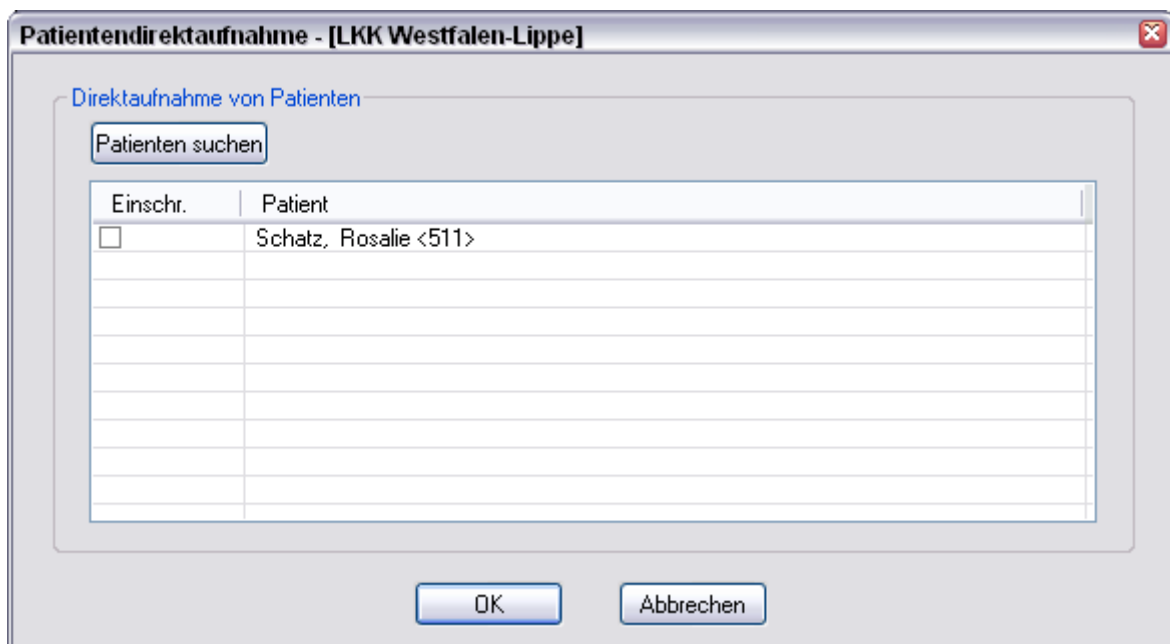 Patientendirektaufnahme - [LKK Westfalen-Lippe]
Direktaufnahme von Patienten
Patienten suchen
Einschr. Patient
Schatz, Rosalie <511>
OK Abbrechen